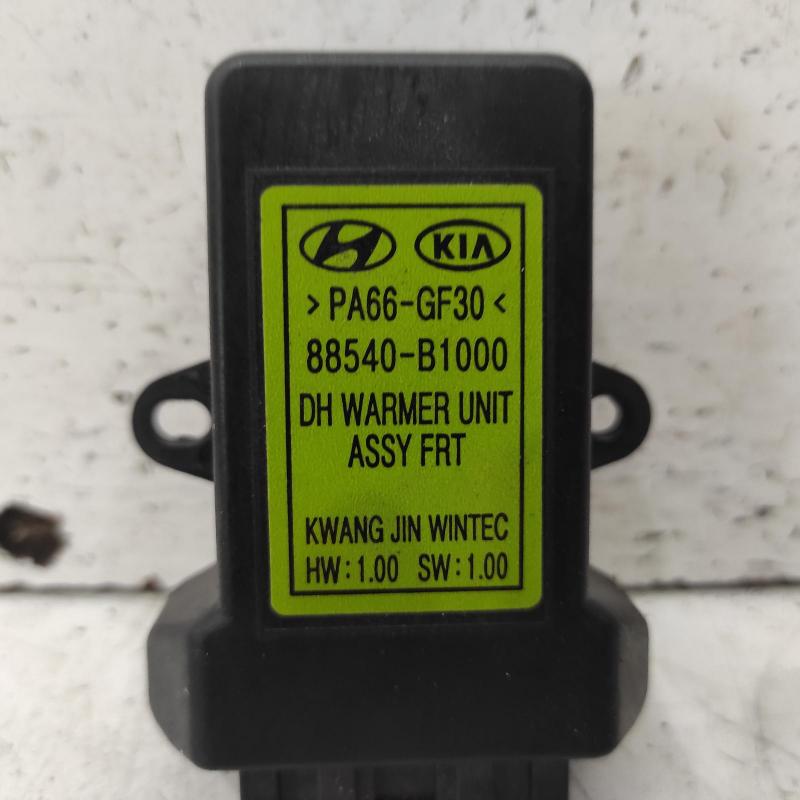 KIA
>PA66-GF30<
88540-B1000
DH WARMER UNIT
ASSY FRT
KWANG JIN WINTEC
HW:1.00 SW:1.00